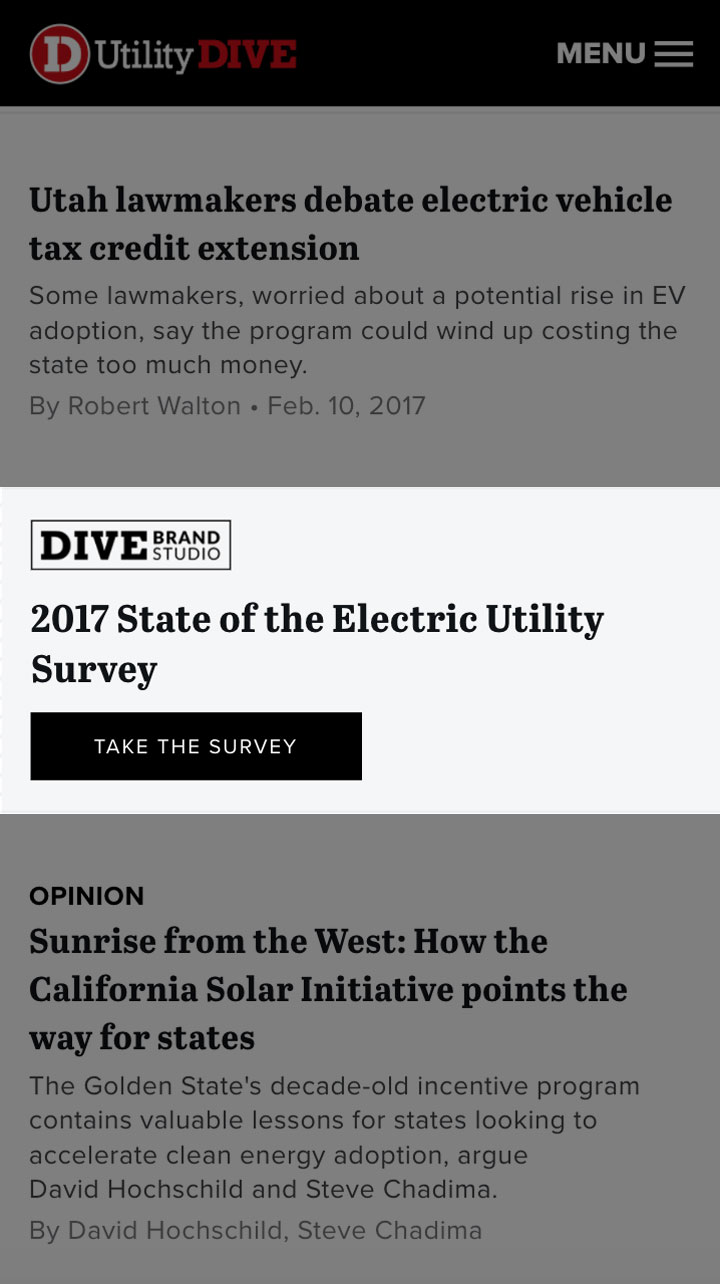 D Utility DIVE MENU
Utah lawmakers debate electric vehicle
tax credit extension
Some lawmakers, worried about a potential rise in EV
adoption, say the program could wind up costing the
state too much money.
By Robert Walton • Feb. 10, 2017
DIVE BRAND STUDIO
2017 State of the Electric Utility
Survey
TAKE THE SURVEY
OPINION
Sunrise from the West: How the
California Solar Initiative points the
way for states
The Golden State's decade-old incentive program
contains valuable lessons for states looking to
accelerate clean energy adoption, argue
David Hochschild and Steve Chadima.
By David Hochschild, Steve Chadima